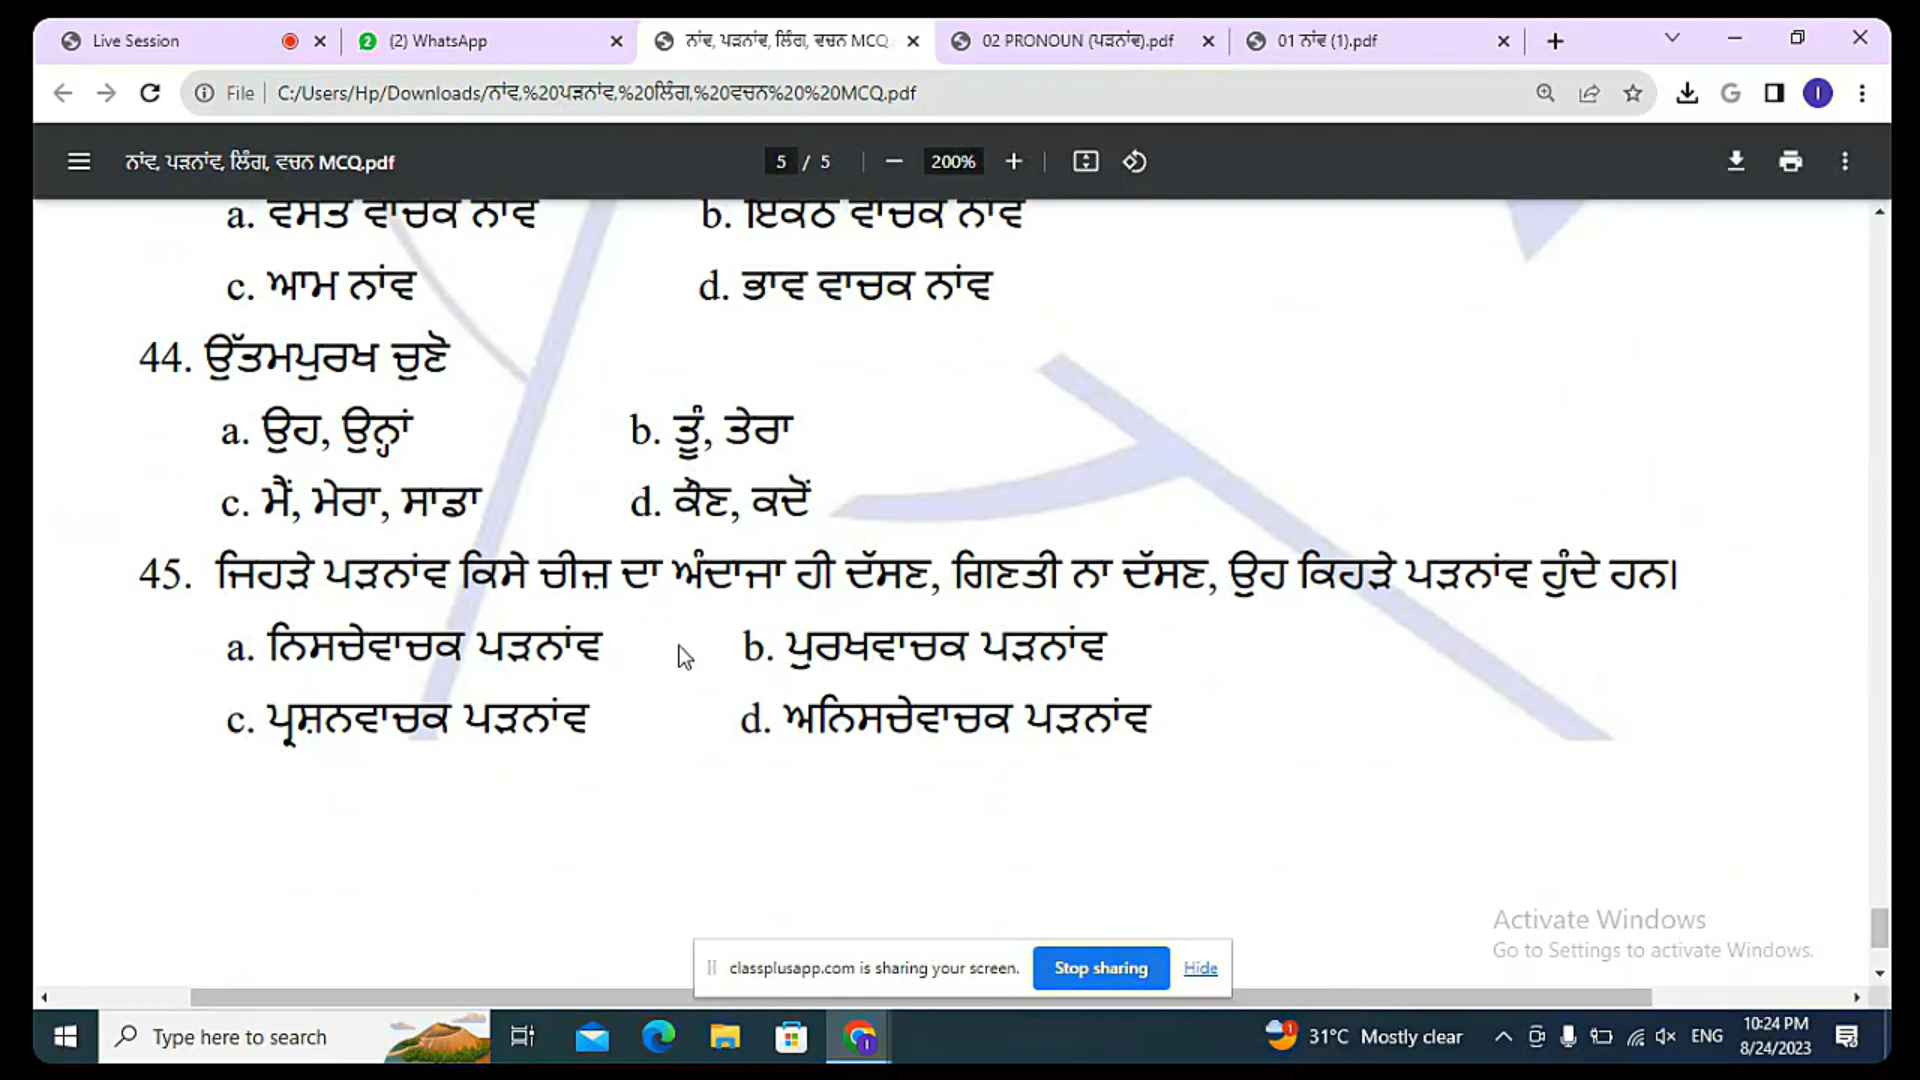 Live Session
(2) WhatsApp
ਨਾਂਵ, ਪੜਨਾਂਵ, ਲਿੰਗ, ਵਚਨ MCQ
02 PRONOUN (ਪੜਨਾਂਵ).pdf
01 ਨਾਂਵ (1).pdf
File
C:/Users/Hp/Downloads/ਨਾਂਵ,%20ਪੜਨਾਂਵ,%20ਲਿੰਗ,%20ਵਚਨ%20%20MCQ.pdf
ਨਾਂਵ, ਪੜਨਾਂਵ, ਲਿੰਗ, ਵਚਨ MCQ.pdf
5 / 5
200%
a. ਵਸਤ ਵਾਚਕ ਨਾਂਵ b. ਇਕਠ ਵਾਚਕ ਨਾਂਵ
c. ਆਮ ਨਾਂਵ d. ਭਾਵ ਵਾਚਕ ਨਾਂਵ
44. ਉੱਤਮਪੁਰਖ ਚੁਣੋ
a. ਉਹ, ਉਨ੍ਹਾਂ b. ਤੂੰ, ਤੇਰਾ
c. ਮੈਂ, ਮੇਰਾ, ਸਾਡਾ d. ਕੌਣ, ਕਦੋਂ
45. ਜਿਹੜੇ ਪੜਨਾਂਵ ਕਿਸੇ ਚੀਜ਼ ਦਾ ਅੰਦਾਜਾ ਹੀ ਦੱਸਣ, ਗਿਣਤੀ ਨਾ ਦੱਸਣ, ਉਹ ਕਿਹੜੇ ਪੜਨਾਂਵ ਹੁੰਦੇ ਹਨ।
a. ਨਿਸਚੇਵਾਚਕ ਪੜਨਾਂਵ b. ਪੁਰਖਵਾਚਕ ਪੜਨਾਂਵ
c. ਪ੍ਰਸ਼ਨਵਾਚਕ ਪੜਨਾਂਵ d. ਅਨਿਸਚੇਵਾਚਕ ਪੜਨਾਂਵ
Activate Windows
Go to Settings to activate Windows.
classplusapp.com is sharing your screen.
Stop sharing
Hide
Type here to search
31°C Mostly clear
ENG
10:24 PM
8/24/2023